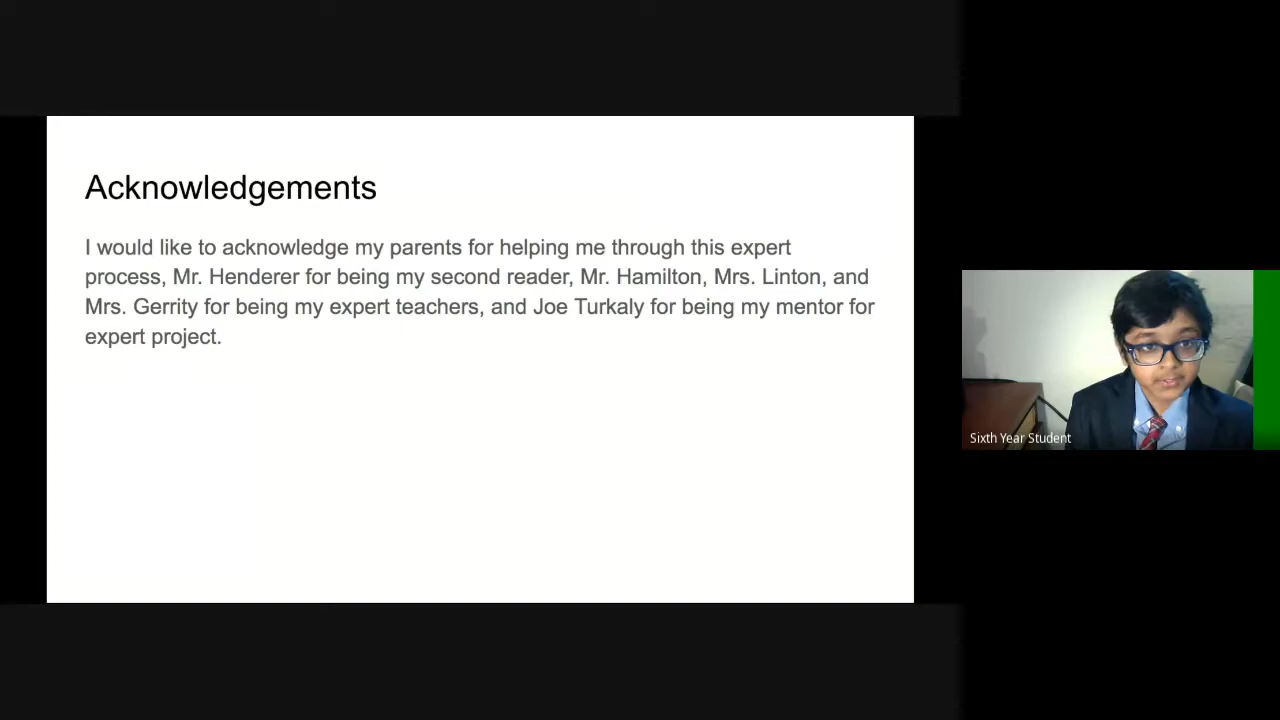 Acknowledgements
I would like to acknowledge my parents for helping me through this expert
process, Mr. Henderer for being my second reader, Mr. Hamilton, Mrs. Linton, and
Mrs. Gerrity for being my expert teachers, and Joe Turkaly for being my mentor for
expert project.
Sixth Year Student